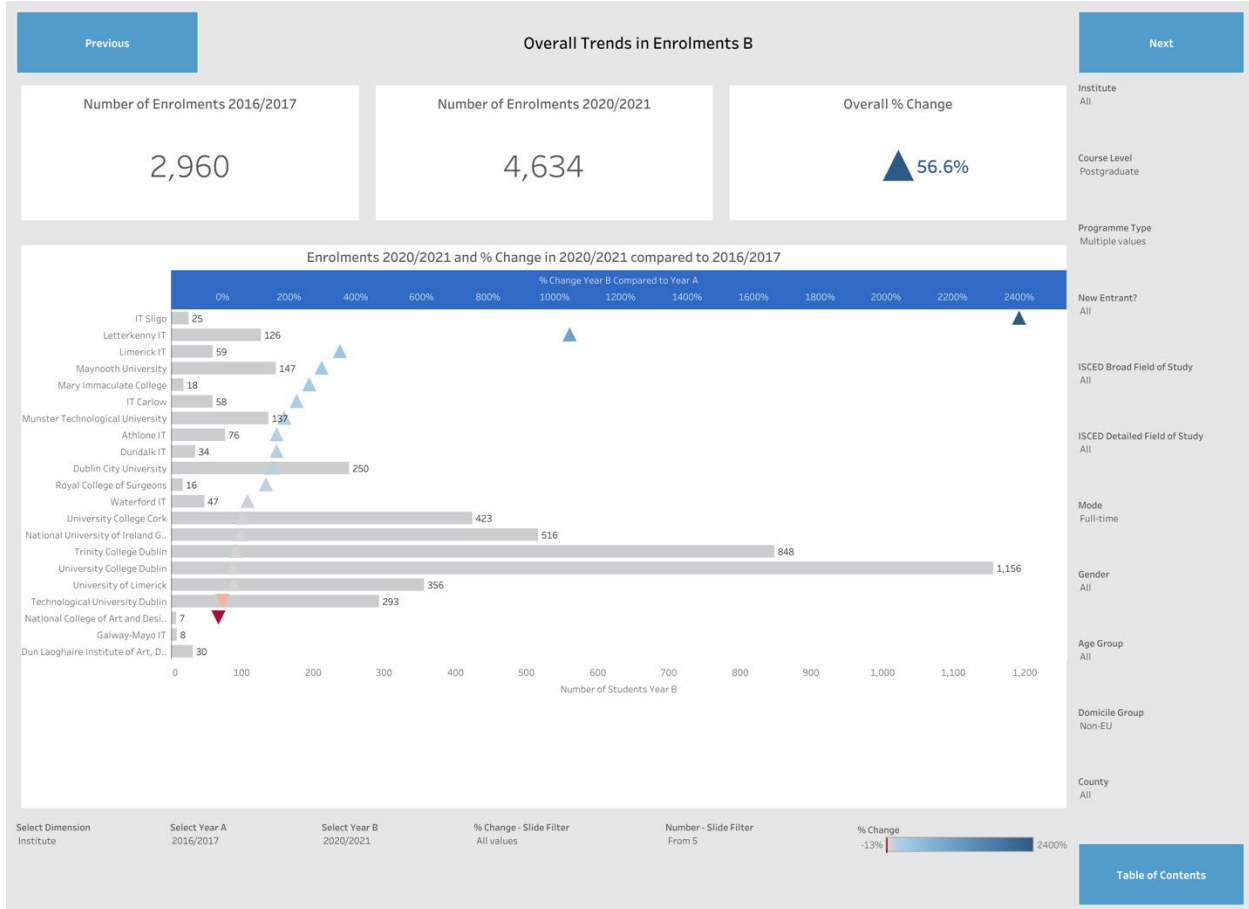 Previous
Overall Trends in Enrolments B
Next
Number of Enrolments 2016/2017
Number of Enrolments 2020/2021
Overall % Change
2,960
4,634
56.6%
Institute
All
Course Level
Postgraduate
Programme Type
Multiple values
New Entrant?
All
ISCED Broad Field of Study
All
ISCED Detailed Field of Study
All
Mode
Full-time
Gender
All
Age Group
All
Domicile Group
Non-EU
County
All
Enrolments 2020/2021 and % Change in 2020/2021 compared to 2016/2017
% Change Year B Compared to Year A
0% 200% 400% 600% 800% 1000% 1200% 1400% 1600% 1800% 2000% 2200% 2400%
IT Sligo 25
Letterkenny IT 126
Limerick IT 59
Maynooth University 147
Mary Immaculate College 18
IT Carlow 58
Munster Technological University 137
Athlone IT 76
Dundalk IT 34
Dublin City University 250
Royal College of Surgeons 16
Waterford IT 47
University College Cork 423
National University of Ireland G.. 516
Trinity College Dublin 848
University College Dublin 1,156
University of Limerick 356
Technological University Dublin 293
National College of Art and Desi.. 7
Galway-Mayo IT 8
Dun Laoghaire Institute of Art, D.. 30
0 100 200 300 400 500 600 700 800 900 1,000 1,100 1,200
Number of Students Year B
Select Dimension
Institute
Select Year A
2016/2017
Select Year B
2020/2021
% Change - Slide Filter
All values
Number - Slide Filter
From 5
% Change
-13% 2400%
Table of Contents